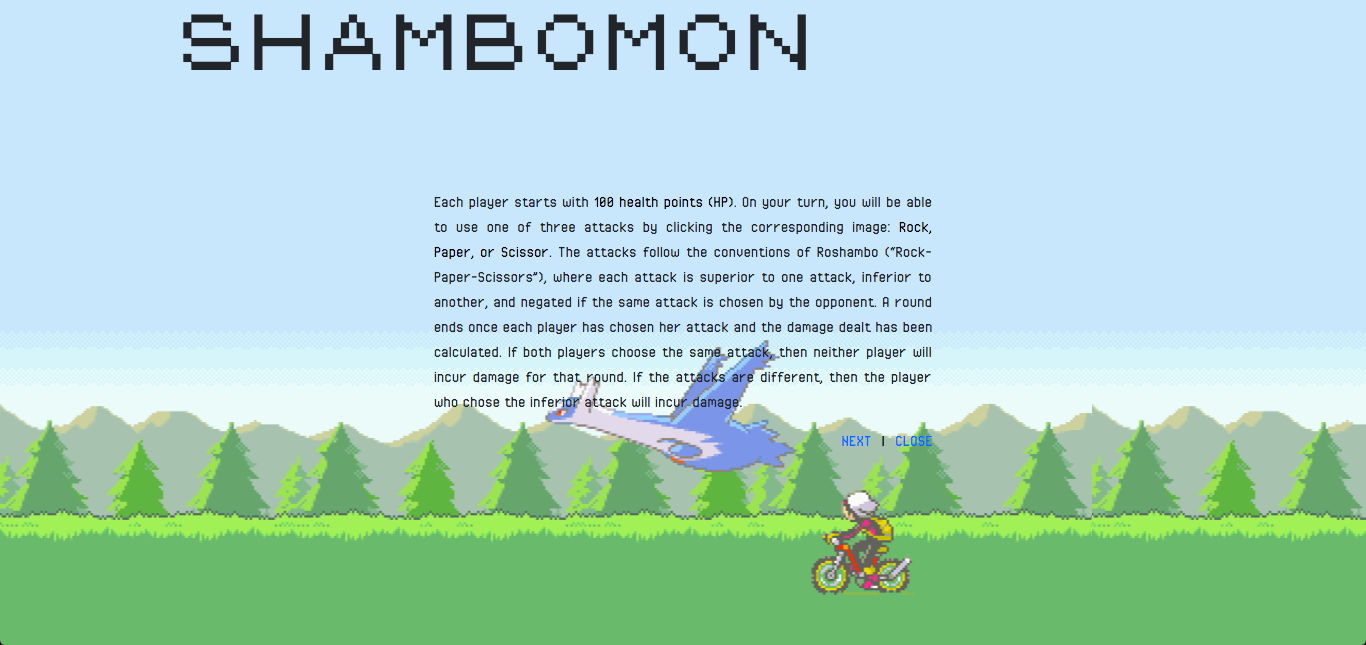 SHAMBOMON
Each player starts with 100 health points (HP). On your turn, you will be able
to use one of three attacks by clicking the corresponding image: Rock,
Paper, or Scissor. The attacks follow the conventions of Roshambo (“Rock-
Paper-Scissors”), where each attack is superior to one attack, inferior to
another, and negated if the same attack is chosen by the opponent. A round
ends once each player has chosen her attack and the damage dealt has been
calculated. If both players choose the same attack, then neither player will
incur damage for that round. If the attacks are different, then the player
who chose the inferior attack will incur damage.
NEXT | CLOSE